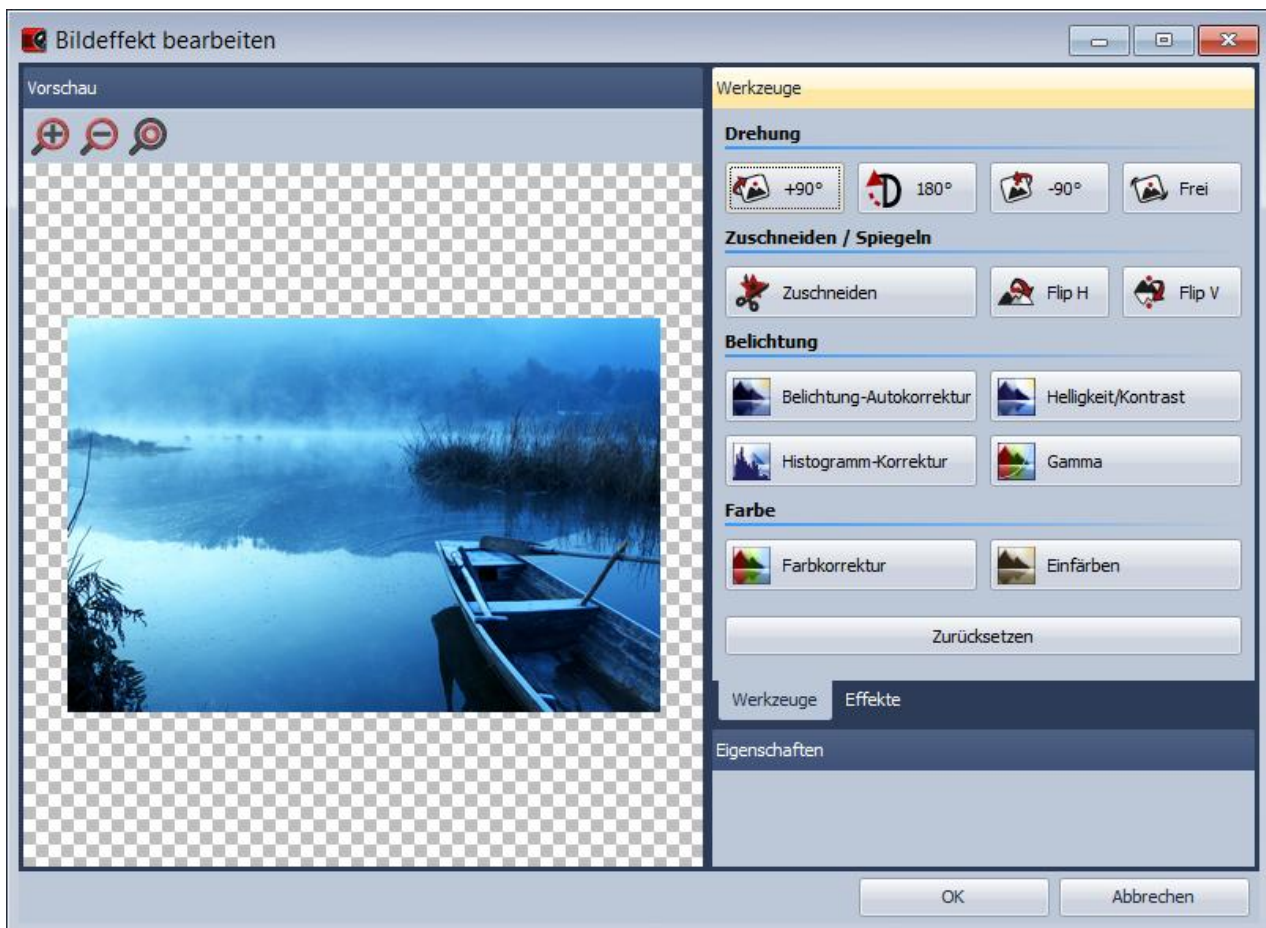 Bildeffekt bearbeiten
Vorschau
Werkzeuge
Drehung
+90° 180° -90° Frei
Zuschneiden / Spiegeln
Zuschneiden Flip H Flip V
Belichtung
Belichtung-Autokorrektur Helligkeit/Kontrast
Histogramm-Korrektur Gamma
Farbe
Farbkorrektur Einfärben
Zurücksetzen
Werkzeuge Effekte
Eigenschaften
OK Abbrechen